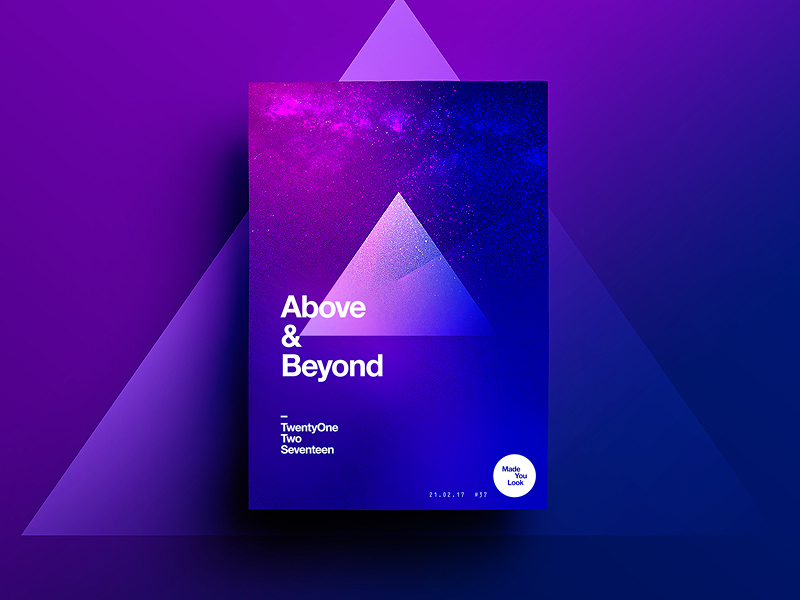 Above
&
Beyond
–
TwentyOne
Two
Seventeen
Made
You
Look
21.02.17 #37